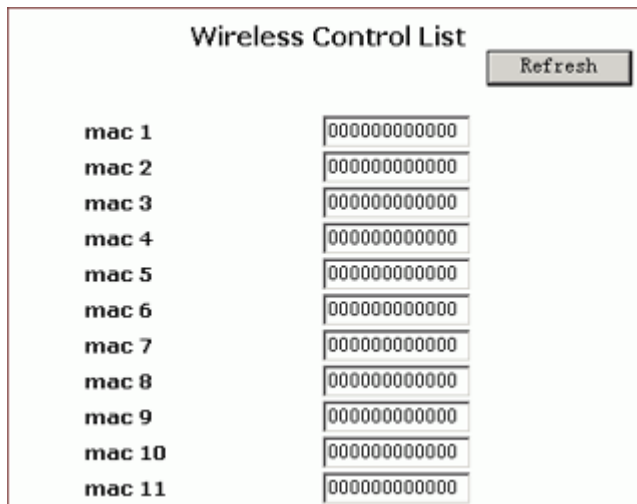 Wireless Control List
Refresh
mac 1 000000000000
mac 2 000000000000
mac 3 000000000000
mac 4 000000000000
mac 5 000000000000
mac 6 000000000000
mac 7 000000000000
mac 8 000000000000
mac 9 000000000000
mac 10 000000000000
mac 11 000000000000